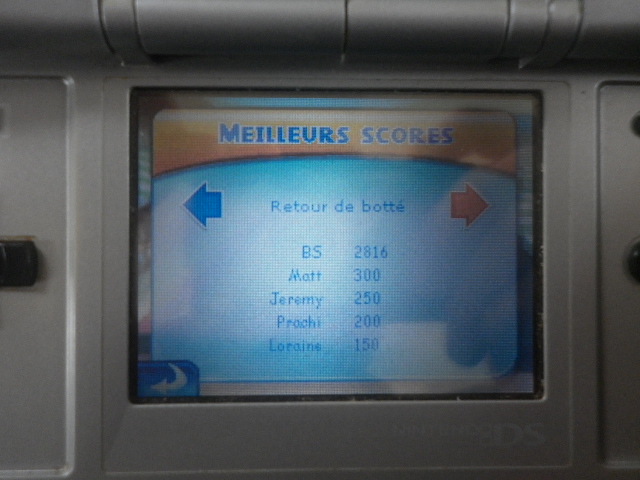 MEILLEURS SCORES
Retour de botté
BS 2816
Matt 300
Jeremy 250
Prachi 200
Loraine 150
NINTENDO DS